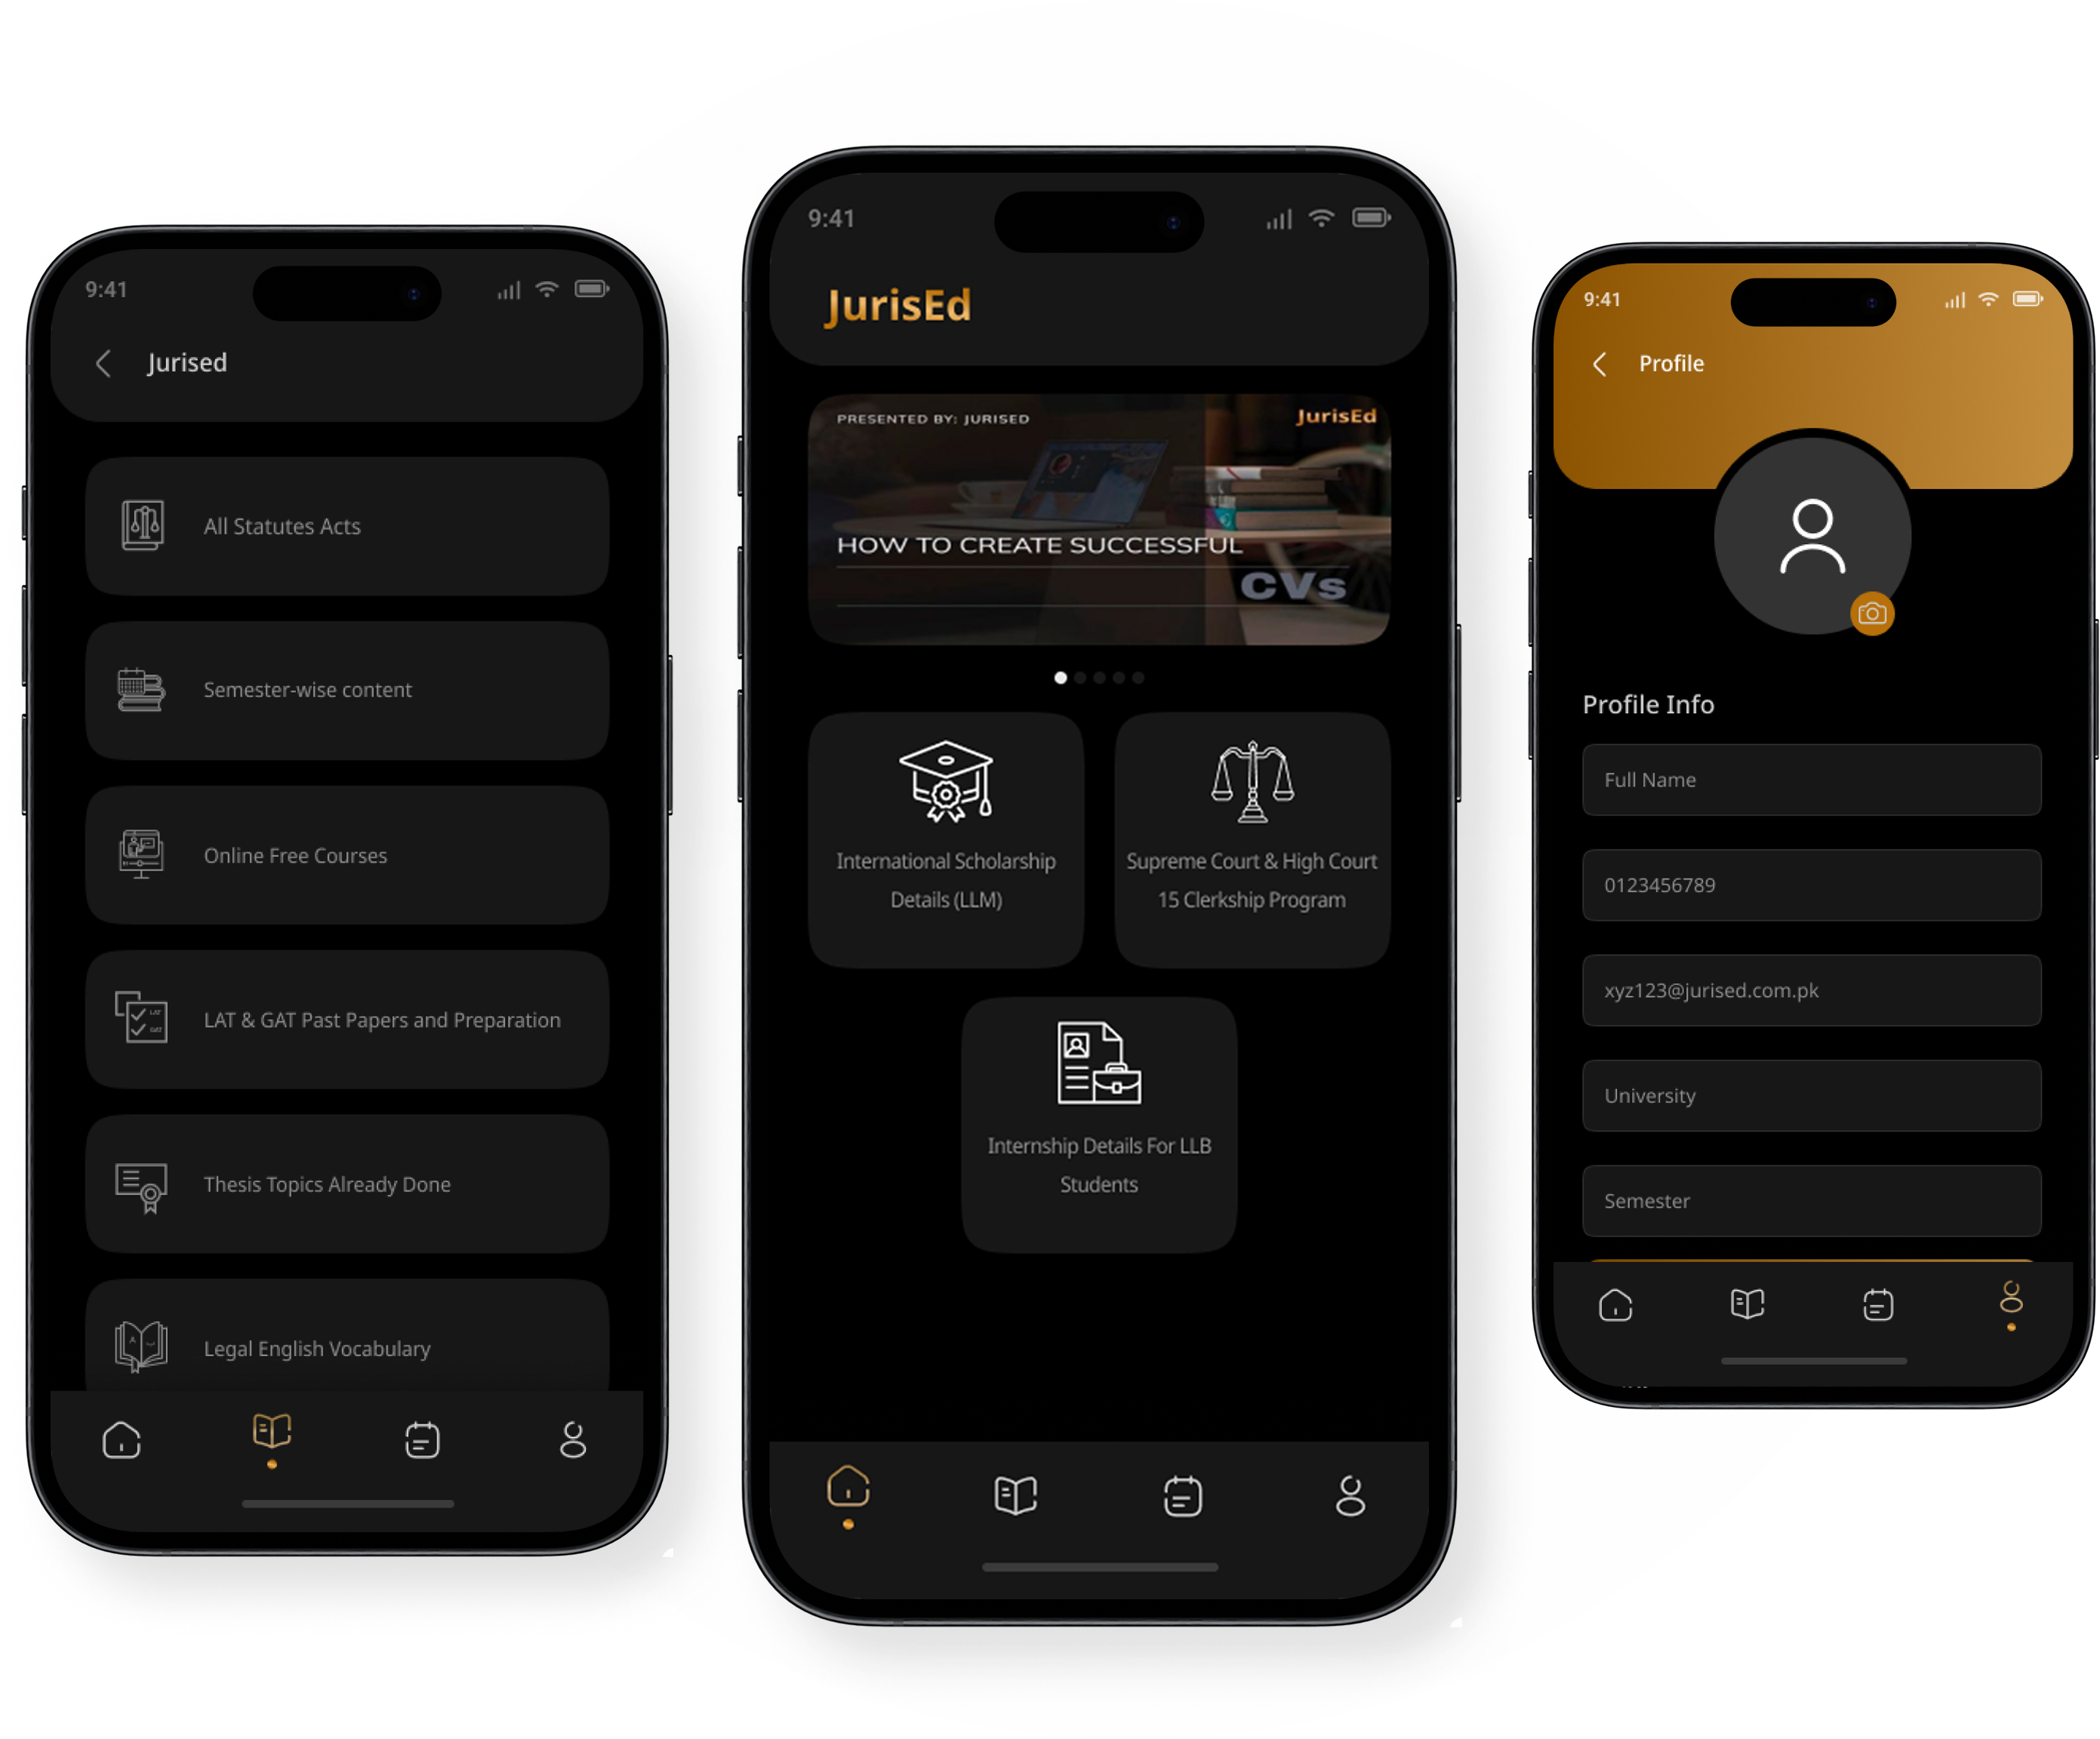 9:41
Jurised
All Statutes Acts
Semester-wise content
Online Free Courses
LAT & GAT Past Papers and Preparation
LAT
GAT
Thesis Topics Already Done
A
Legal English Vocabulary
9:41
JurisEd
PRESENTED BY: JURISED
JurisEd
HOW TO CREATE SUCCESSFUL
CVs
International Scholarship
Details (LLM)
Supreme Court & High Court
15 Clerkship Program
Internship Details For LLB
Students
9:41
Profile
Profile Info
Full Name
0123456789
xyz123@jurised.com.pk
University
Semester